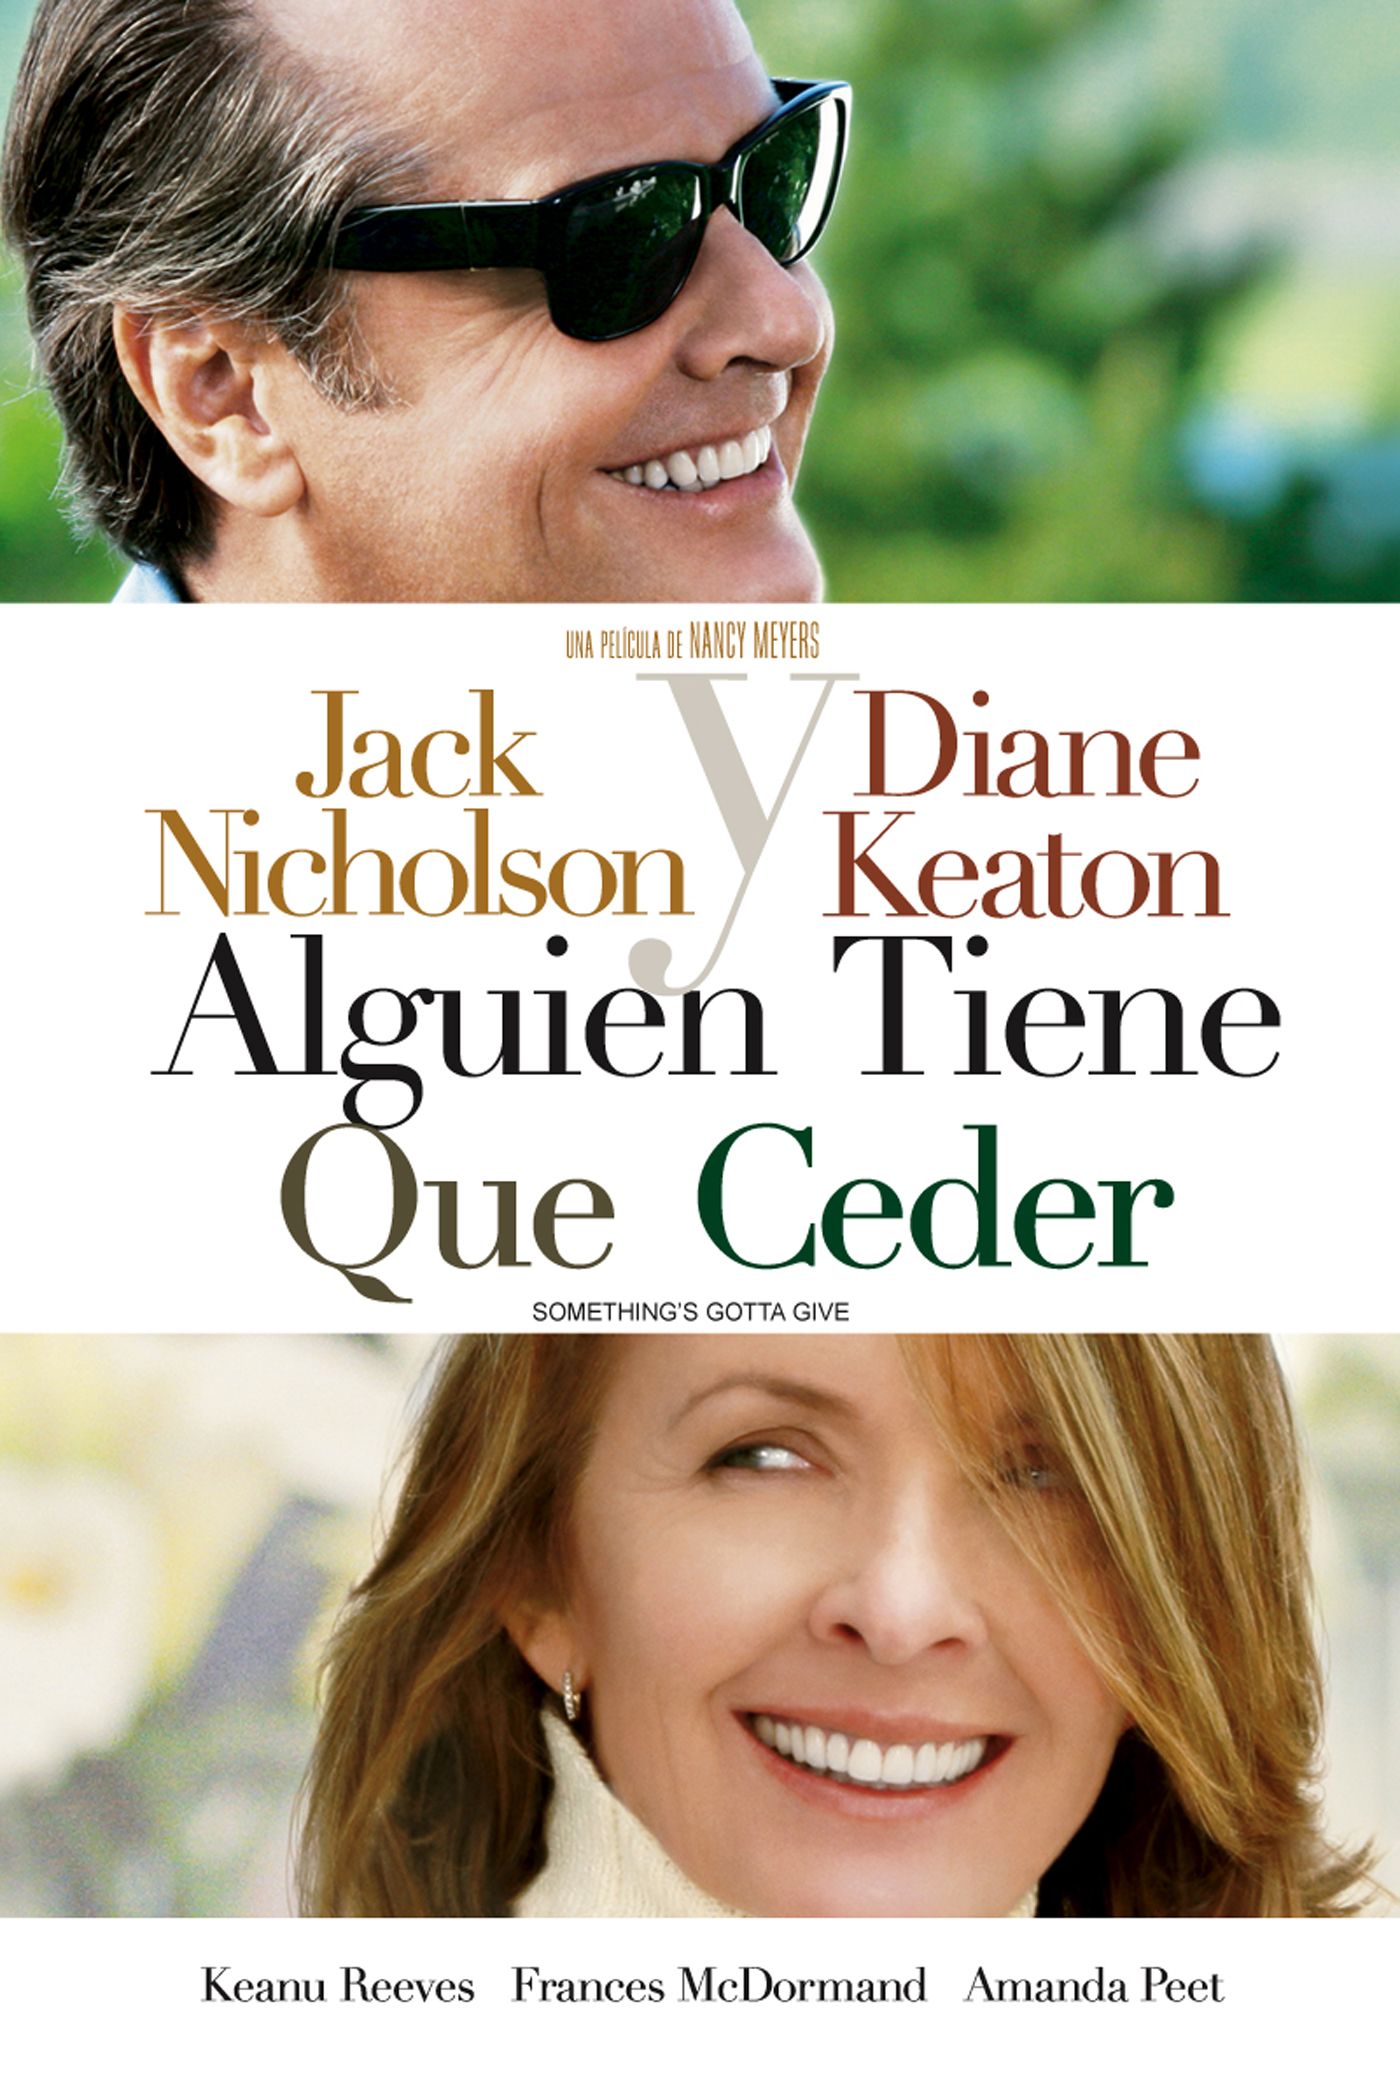 UNA PELÍCULA DE NANCY MEYERS
Jack Nicholson
y
Diane Keaton
Alguien Tiene
Que Ceder
SOMETHING'S GOTTA GIVE
Keanu Reeves Frances McDormand Amanda Peet